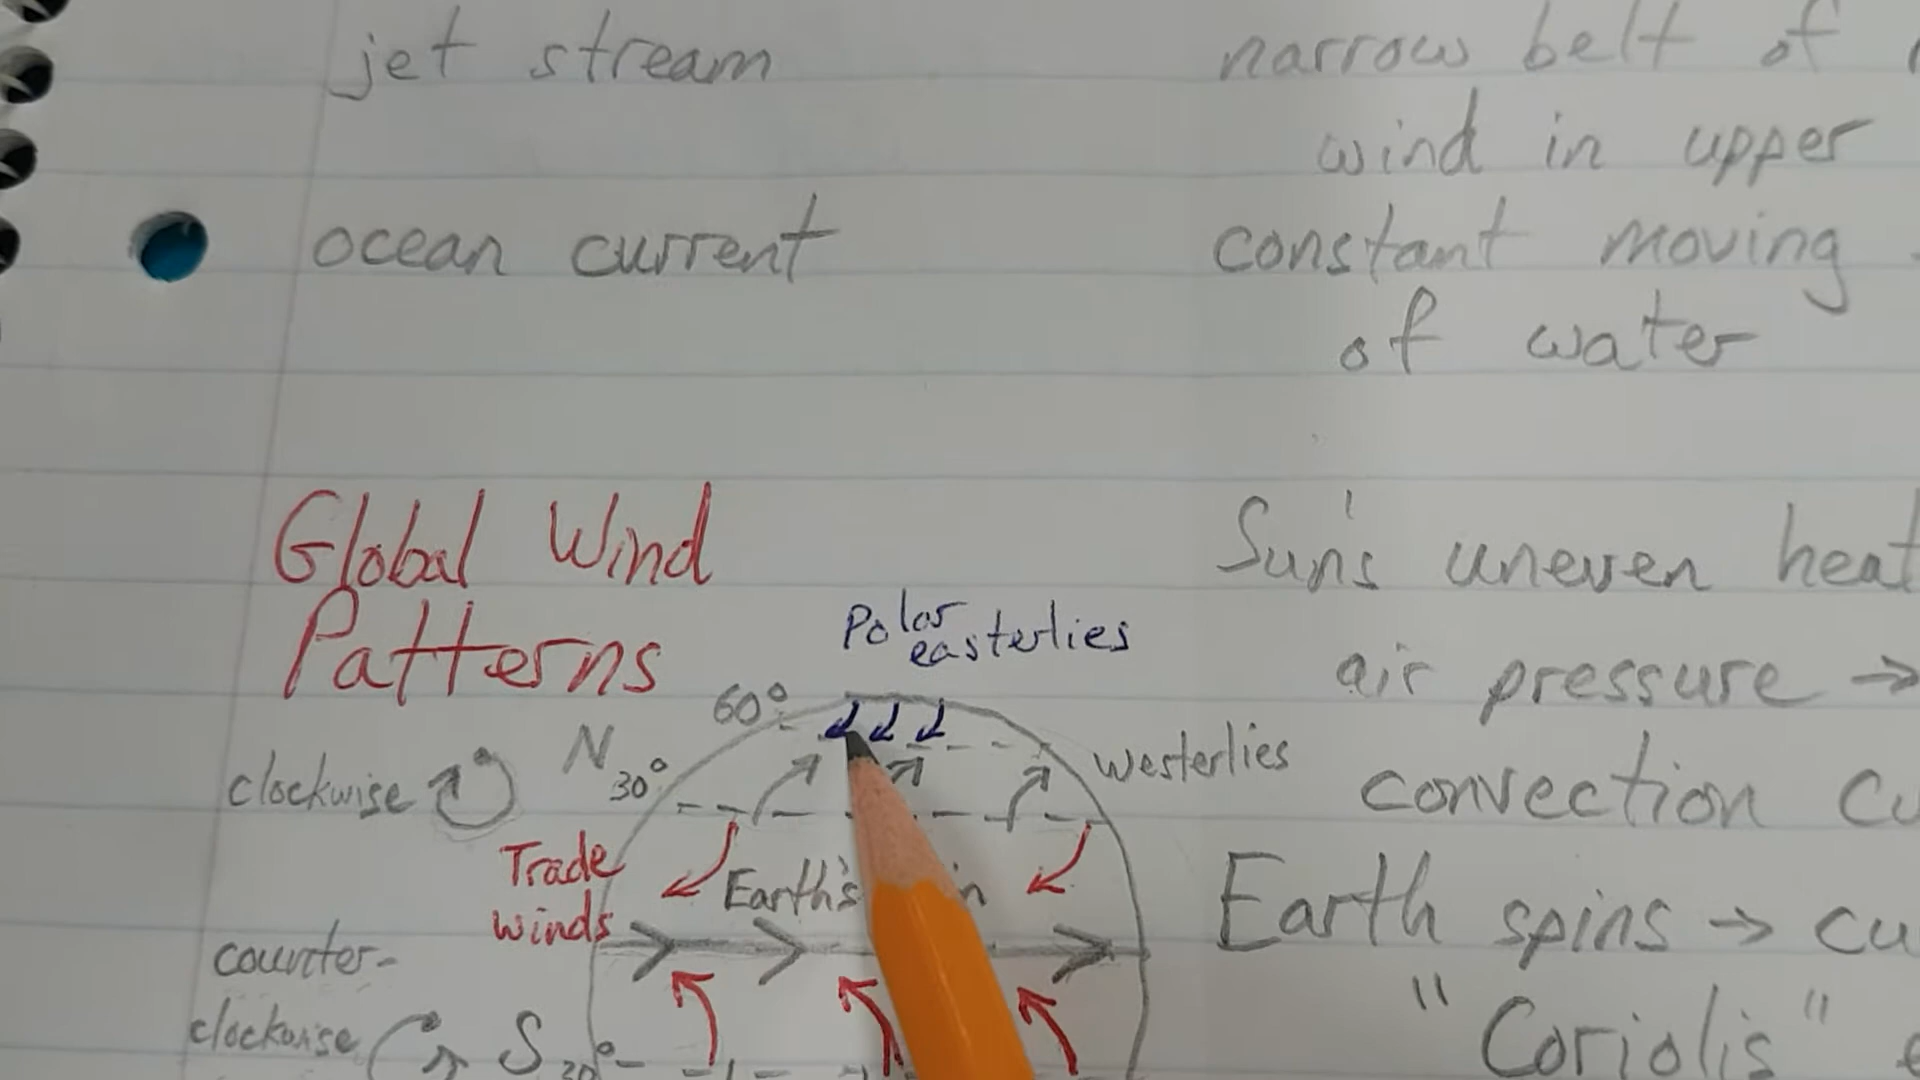 jet stream
narrow belt of
wind in upper
ocean current
constant moving
of water
Global Wind
Patterns
Sun's uneven heat
air pressure →
convection cu
Earth spins → cu
"Coriolis"
Polar
easterlies
60°
N
30°
Westerlies
clockwise
Trade
winds
Earth's
counter-
clockwise
S
30°